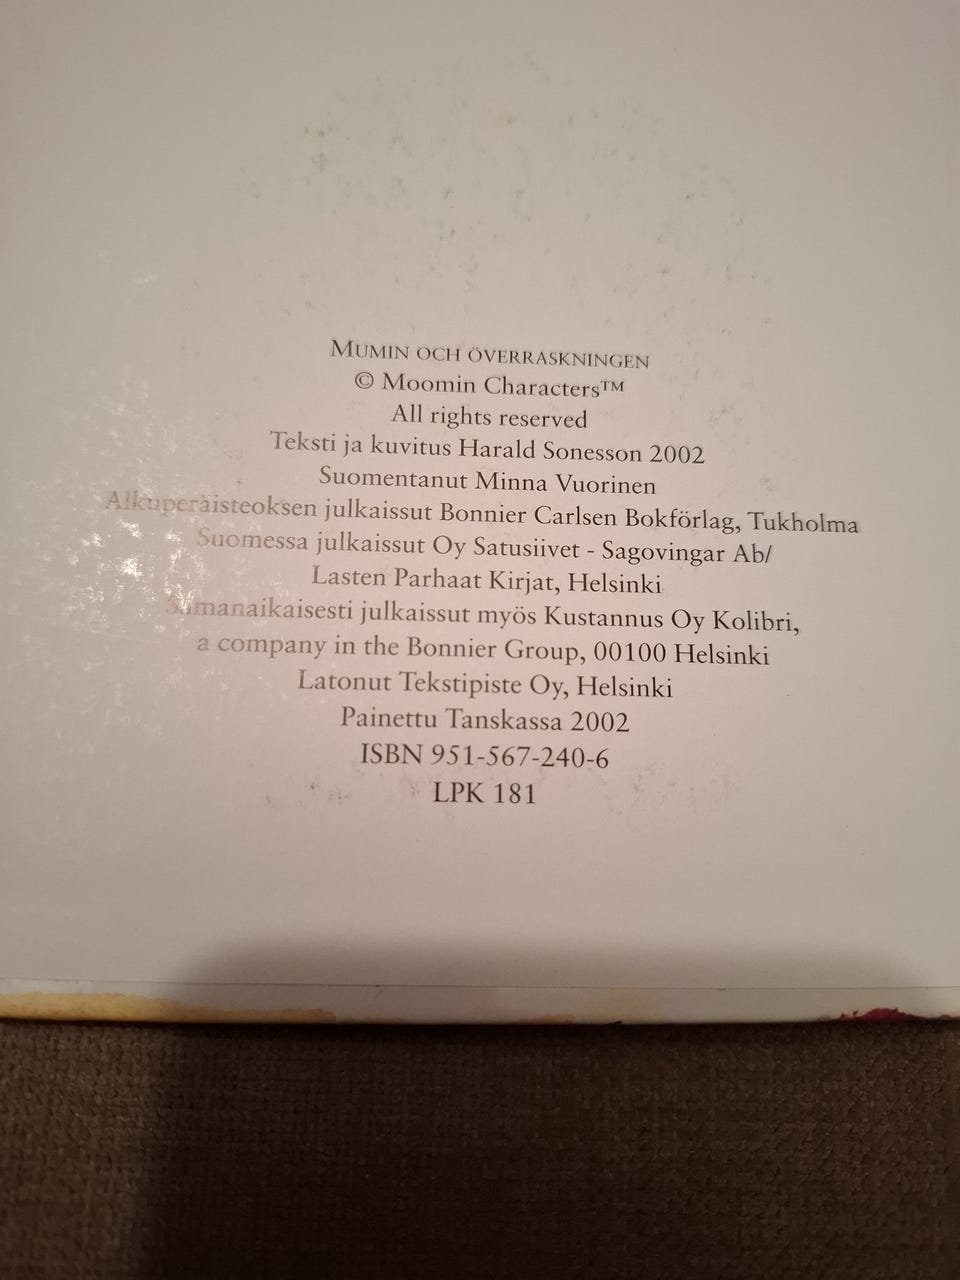 MUMIN OCH ÖVERRASKNINGEN
© Moomin Characters™
All rights reserved
Teksti ja kuvitus Harald Sonesson 2002
Suomentanut Minna Vuorinen
Alkuperäisteoksen julkaissut Bonnier Carlsen Bokförlag, Tukholma
Suomessa julkaissut Oy Satusiivet - Sagovingar Ab/
Lasten Parhaat Kirjat, Helsinki
Samanaikaisesti julkaissut myös Kustannus Oy Kolibri,
a company in the Bonnier Group, 00100 Helsinki
Latonut Tekstipiste Oy, Helsinki
Painettu Tanskassa 2002
ISBN 951-567-240-6
LPK 181